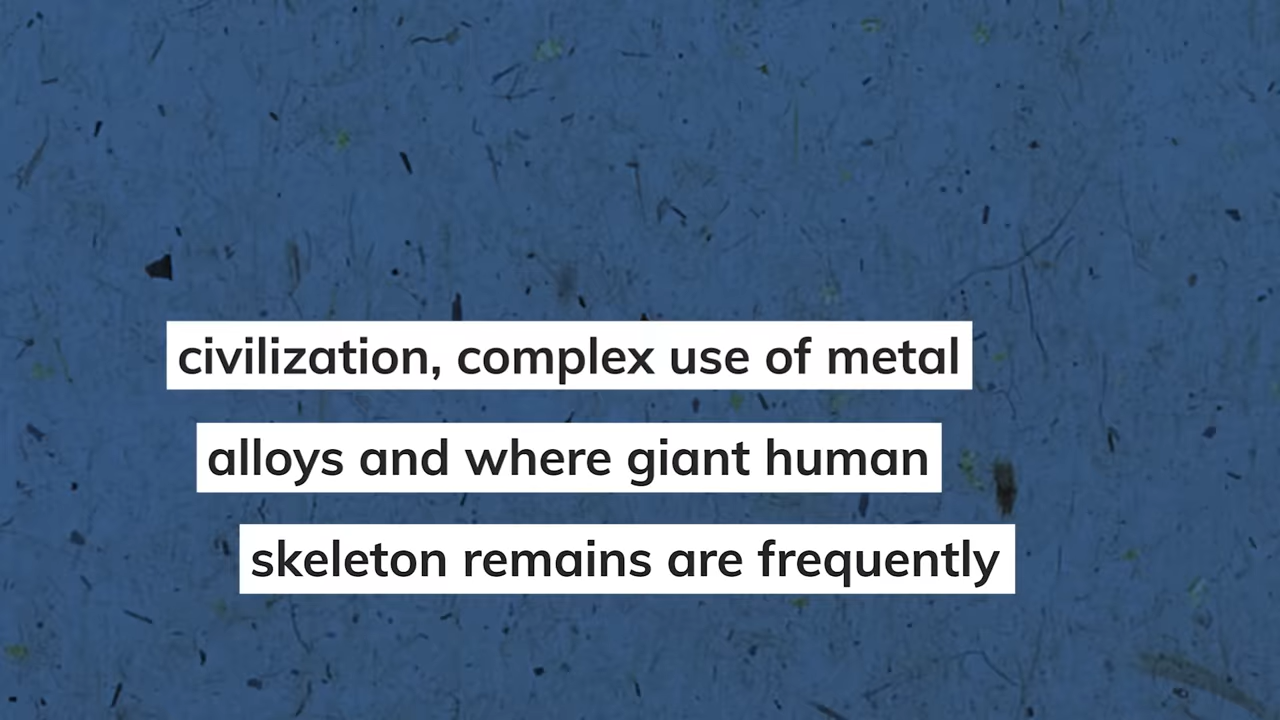 civilization, complex use of metal
alloys and where giant human
skeleton remains are frequently